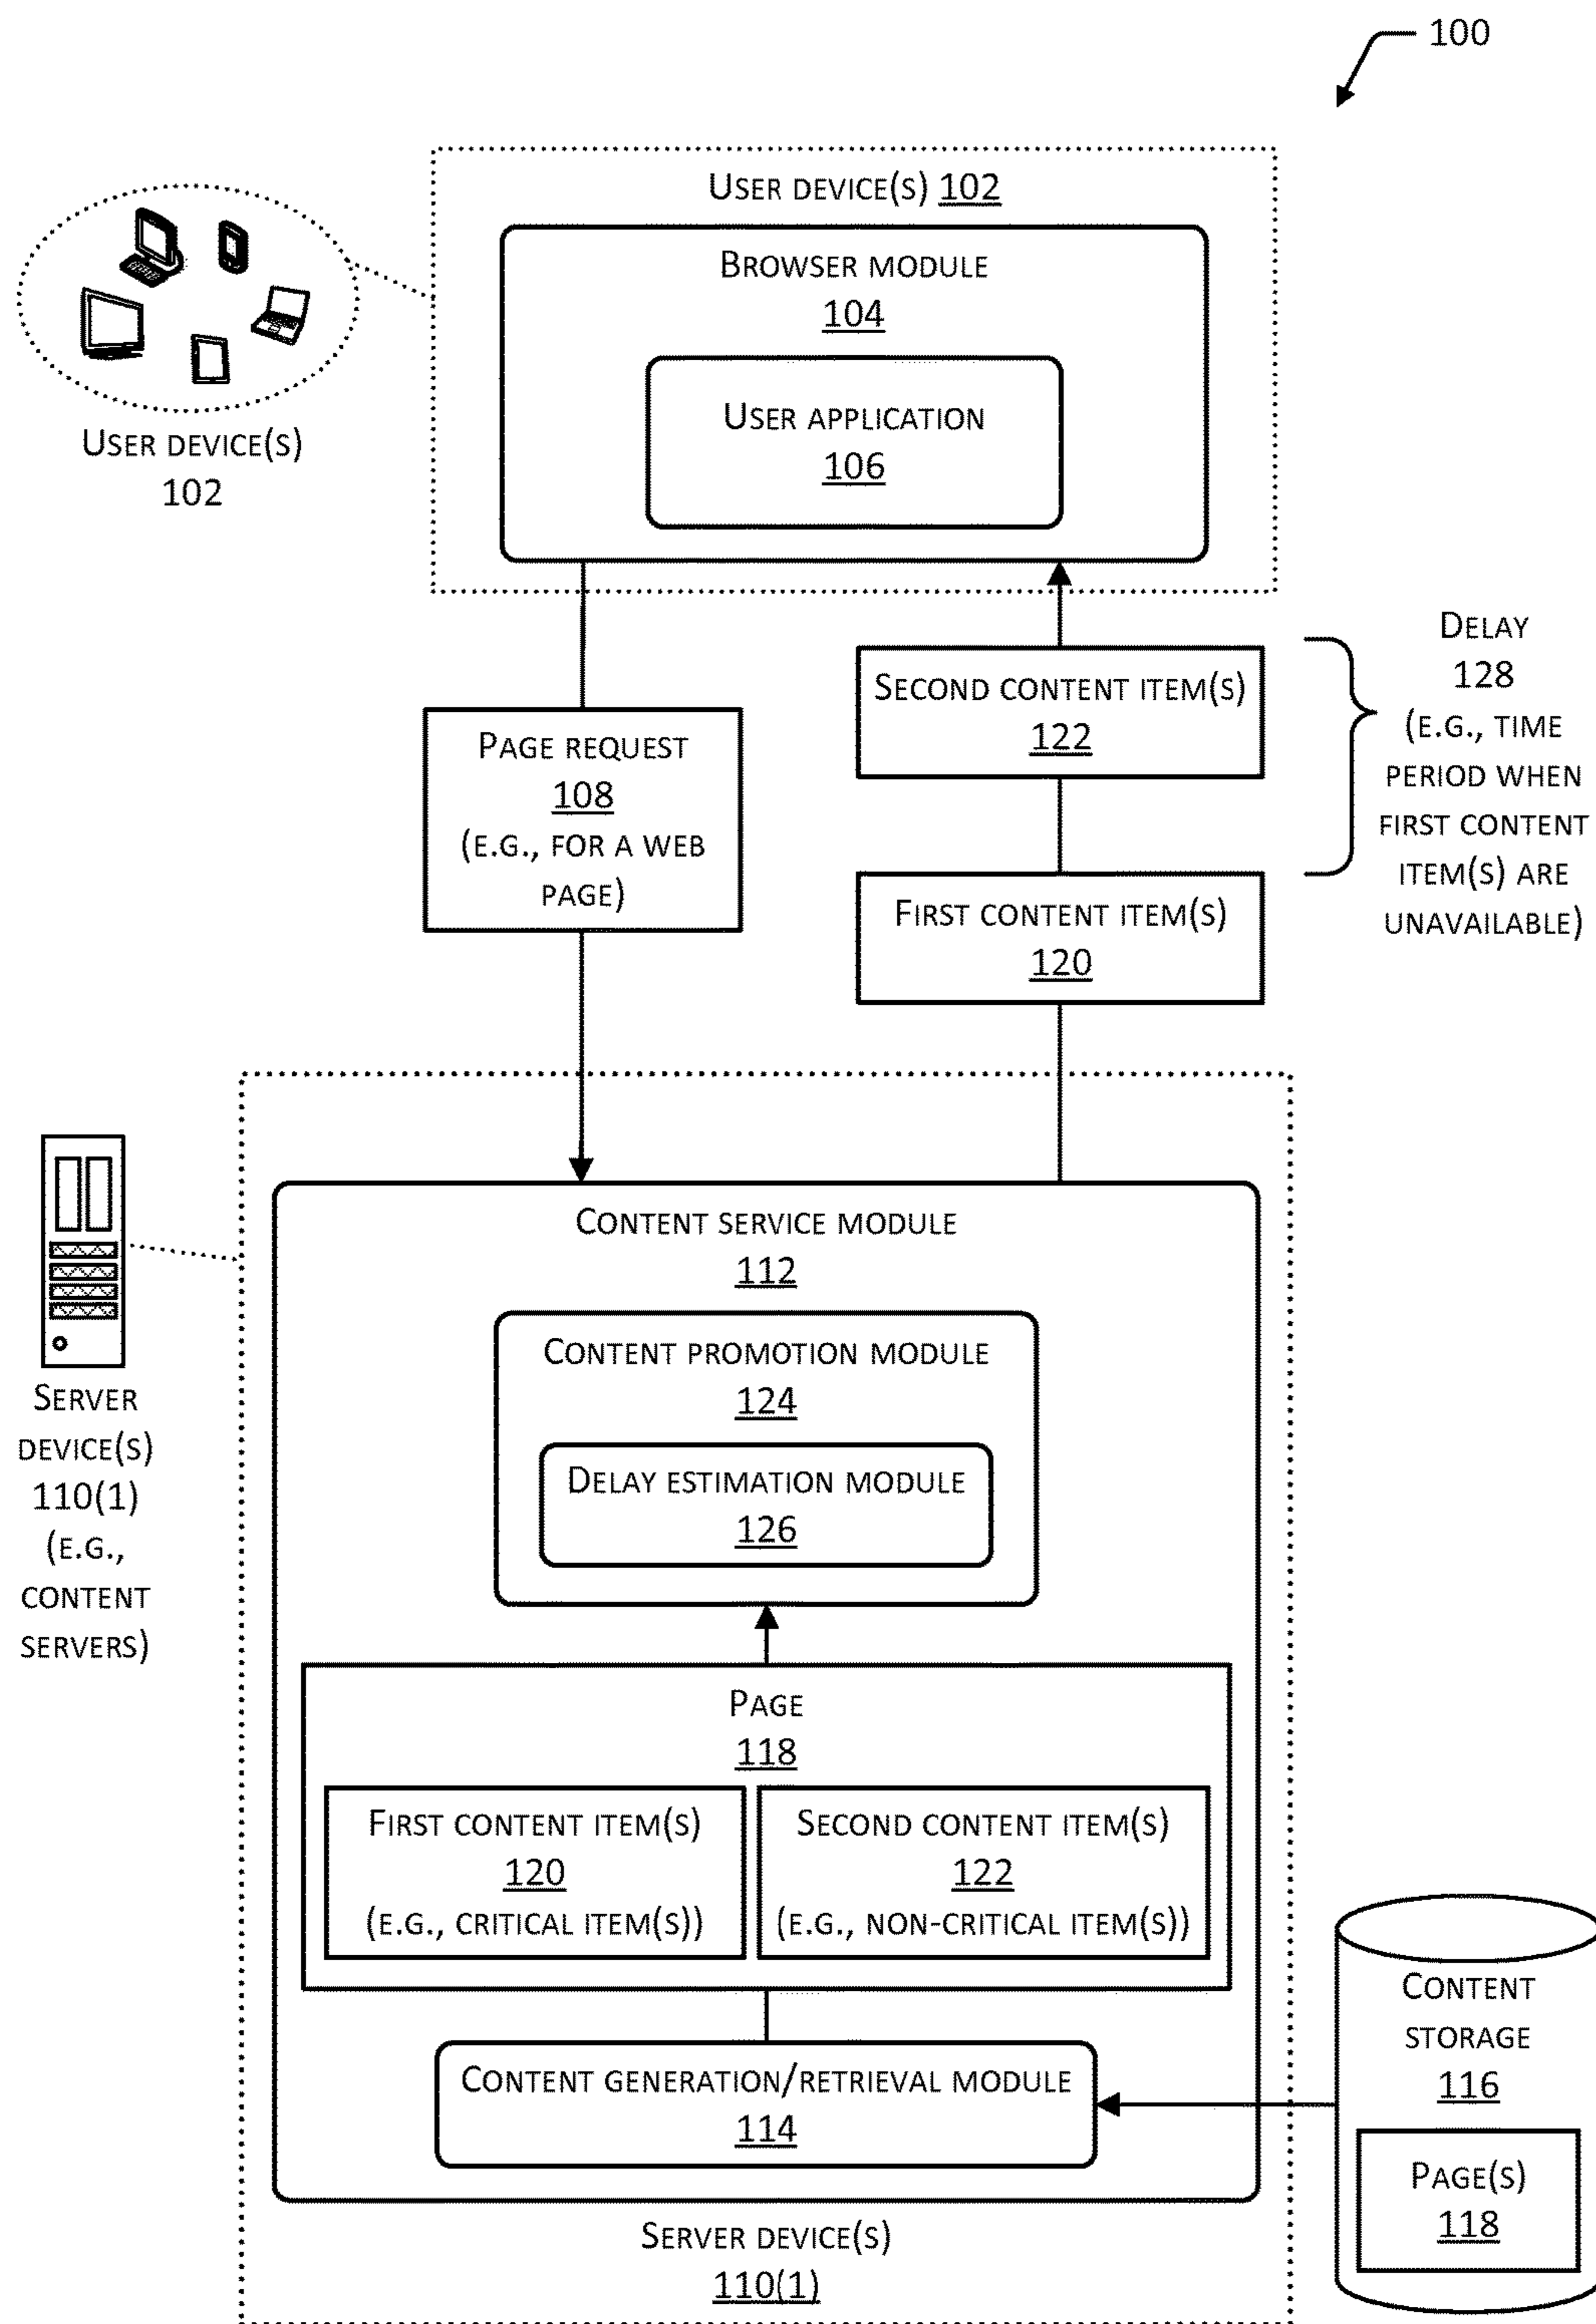 100
USER DEVICE(S) 102
BROWSER MODULE
104
USER APPLICATION
106
USER DEVICE(S)
102
PAGE REQUEST
108
(E.G., FOR A WEB
PAGE)
SECOND CONTENT ITEM(S)
122
FIRST CONTENT ITEM(S)
120
DELAY
128
(E.G., TIME
PERIOD WHEN
FIRST CONTENT
ITEM(S) ARE
UNAVAILABLE)
SERVER
DEVICE(S)
110(1)
(E.G.,
CONTENT
SERVERS)
CONTENT SERVICE MODULE
112
CONTENT PROMOTION MODULE
124
DELAY ESTIMATION MODULE
126
PAGE
118
FIRST CONTENT ITEM(S)
120
(E.G., CRITICAL ITEM(S))
SECOND CONTENT ITEM(S)
122
(E.G., NON-CRITICAL ITEM(S))
CONTENT GENERATION/RETRIEVAL MODULE
114
CONTENT
STORAGE
116
PAGE(S)
118
SERVER DEVICE(S)
110(1)